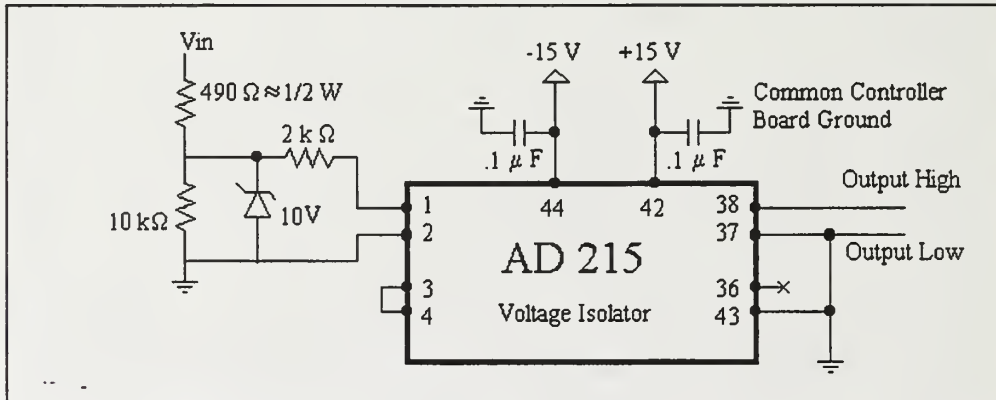 Vin
-15 V
+15 V
490 Ω ≈ 1/2 W
Common Controller
Board Ground
2 k Ω
.1 μ F
.1 μ F
10 kΩ
10V
1
2
3
4
44
42
38
37
36
43
AD 215
Voltage Isolator
Output High
Output Low